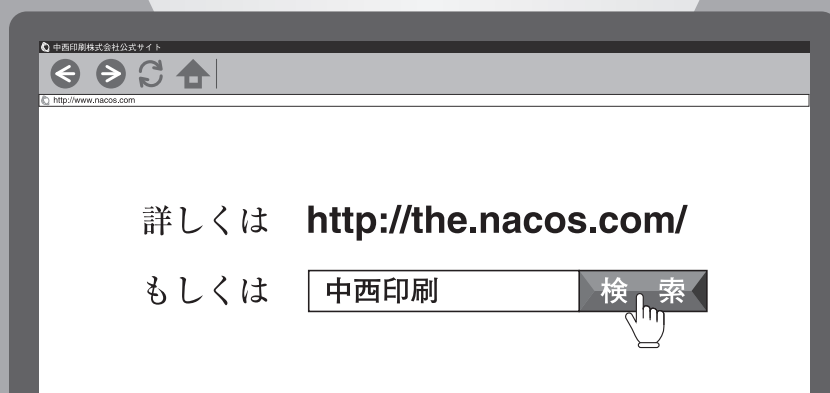 中西印刷株式会社公式サイト
http://www.nacos.com
詳しくは http://the.nacos.com/
もしくは 中西印刷 検 索